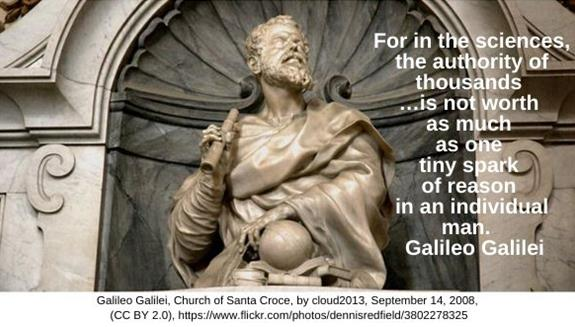 For in the sciences,
the authority of
thousands
...is not worth
as much
as one
tiny spark
of reason
in an individual
man.
Galileo Galilei
Galileo Galilei, Church of Santa Croce, by cloud2013, September 14, 2008,
(CC BY 2.0), https://www.flickr.com/photos/dennisredfield/3802278325